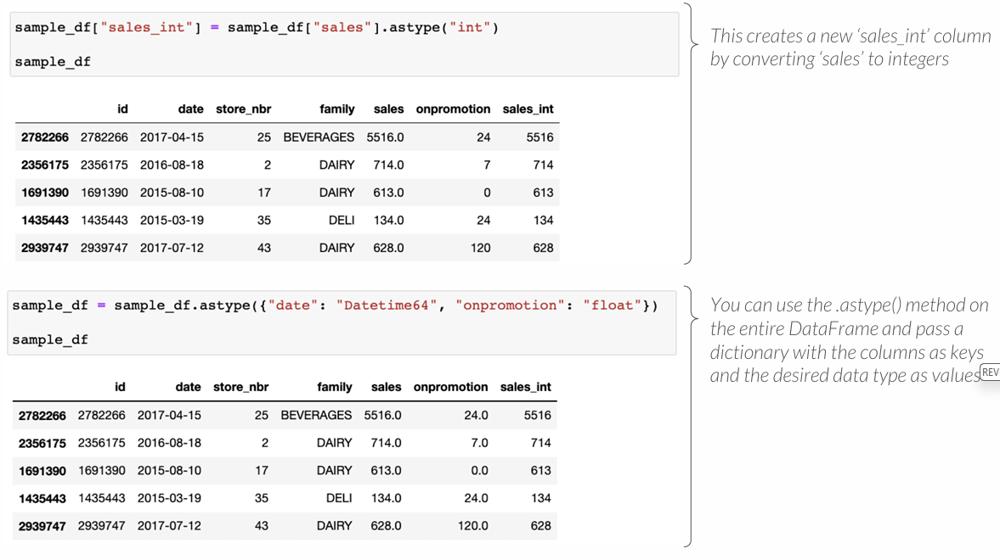 sample_df["sales_int"] = sample_df["sales"].astype("int")
sample_df
This creates a new ‘sales_int’ column
by converting ‘sales’ to integers
id date store_nbr family sales onpromotion sales_int
2782266 2782266 2017-04-15 25 BEVERAGES 5516.0 24 5516
2356175 2356175 2016-08-18 2 DAIRY 714.0 7 714
1691390 1691390 2015-08-10 17 DAIRY 613.0 0 613
1435443 1435443 2015-03-19 35 DELI 134.0 24 134
2939747 2939747 2017-07-12 43 DAIRY 628.0 120 628
sample_df = sample_df.astype({"date": "Datetime64", "onpromotion": "float"})
sample_df
You can use the .astype() method on
the entire DataFrame and pass a
dictionary with the columns as keys
and the desired data type as values
REV
id date store_nbr family sales onpromotion sales_int
2782266 2782266 2017-04-15 25 BEVERAGES 5516.0 24.0 5516
2356175 2356175 2016-08-18 2 DAIRY 714.0 7.0 714
1691390 1691390 2015-08-10 17 DAIRY 613.0 0.0 613
1435443 1435443 2015-03-19 35 DELI 134.0 24.0 134
2939747 2939747 2017-07-12 43 DAIRY 628.0 120.0 628